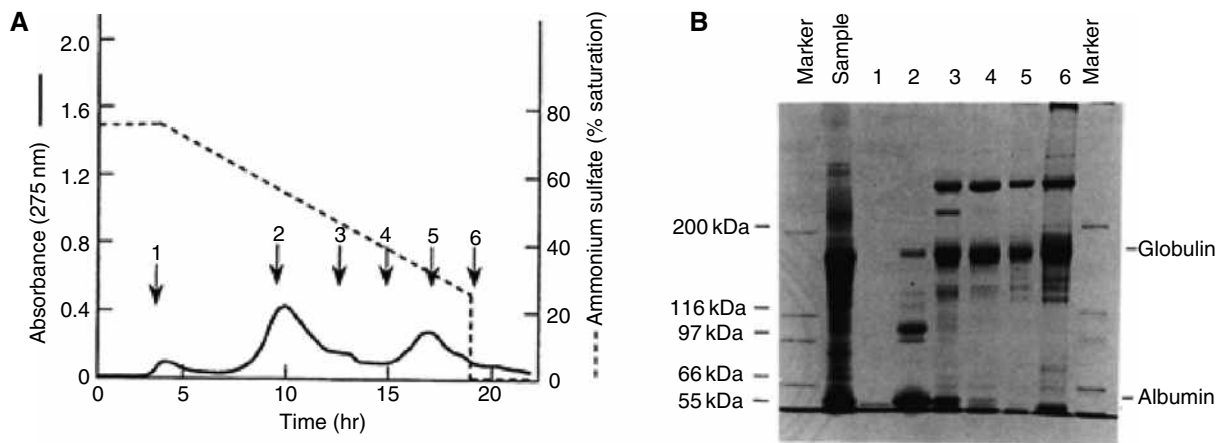 A
Absorbance (275 nm)
2.0
1.6
1.2
0.8
0.4
0
80
60
40
20
0
Ammonium sulfate (% saturation)
1
2
3
4
5
6
0
5
10
15
20
Time (hr)
B
Marker
Sample
1
2
3
4
5
6
Marker
200 kDa
116 kDa
97 kDa
66 kDa
55 kDa
Globulin
Albumin